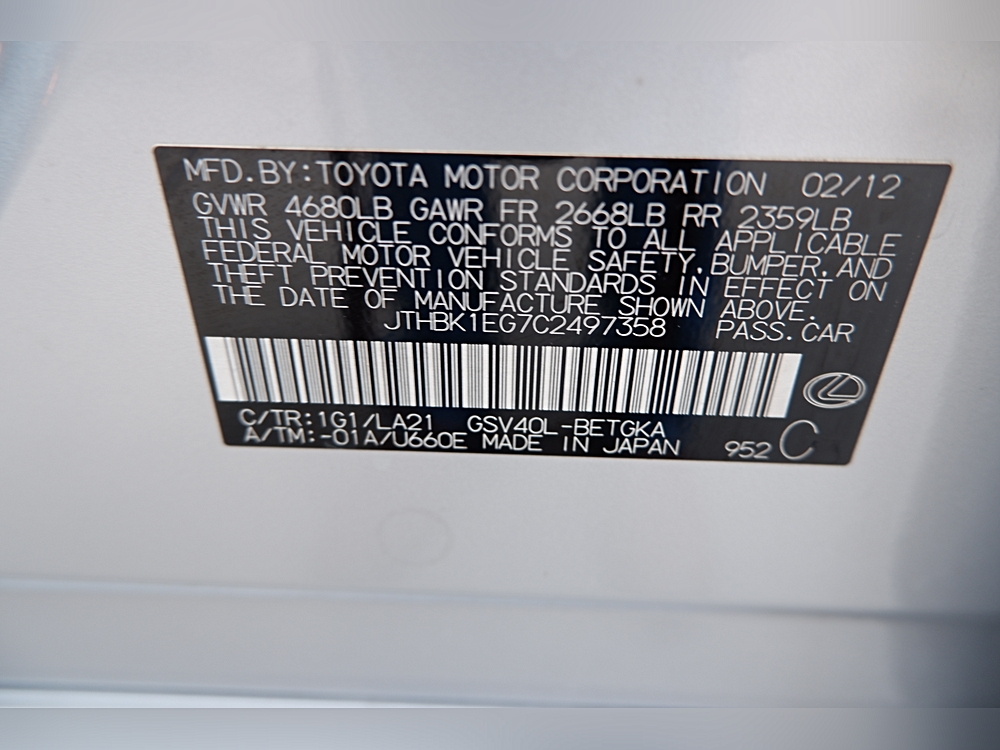 MFD.BY:TOYOTA MOTOR CORPORATION 02/12
GVWR 4680LB GAWR FR 2668LB RR 2359LB
THIS VEHICLE CONFORMS TO ALL APPLICABLE
FEDERAL MOTOR VEHICLE SAFETY,BUMPER,AND
THEFT PREVENTION STANDARDS IN EFFECT ON
THE DATE OF MANUFACTURE SHOWN ABOVE.
JTHBK1EG7C2497358 PASS.CAR
C/TR:1G1/LA21 GSV40L-BETGKA
A/TM:-01A/U660E MADE IN JAPAN 952 C